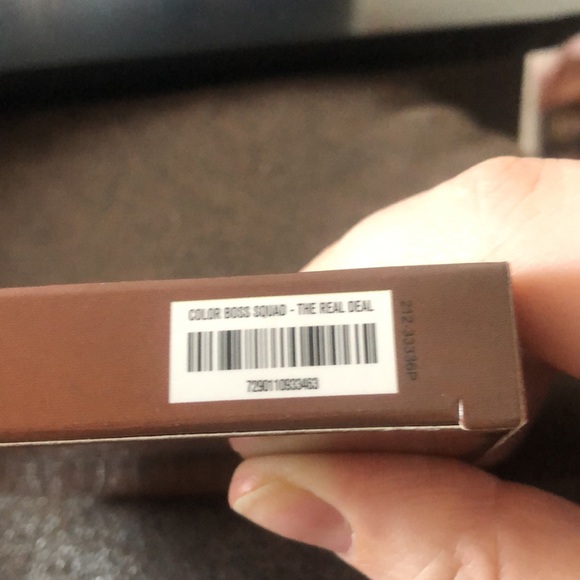 COLOR BOSS SQUAD - THE REAL DEAL
7290110933463
212-33336P